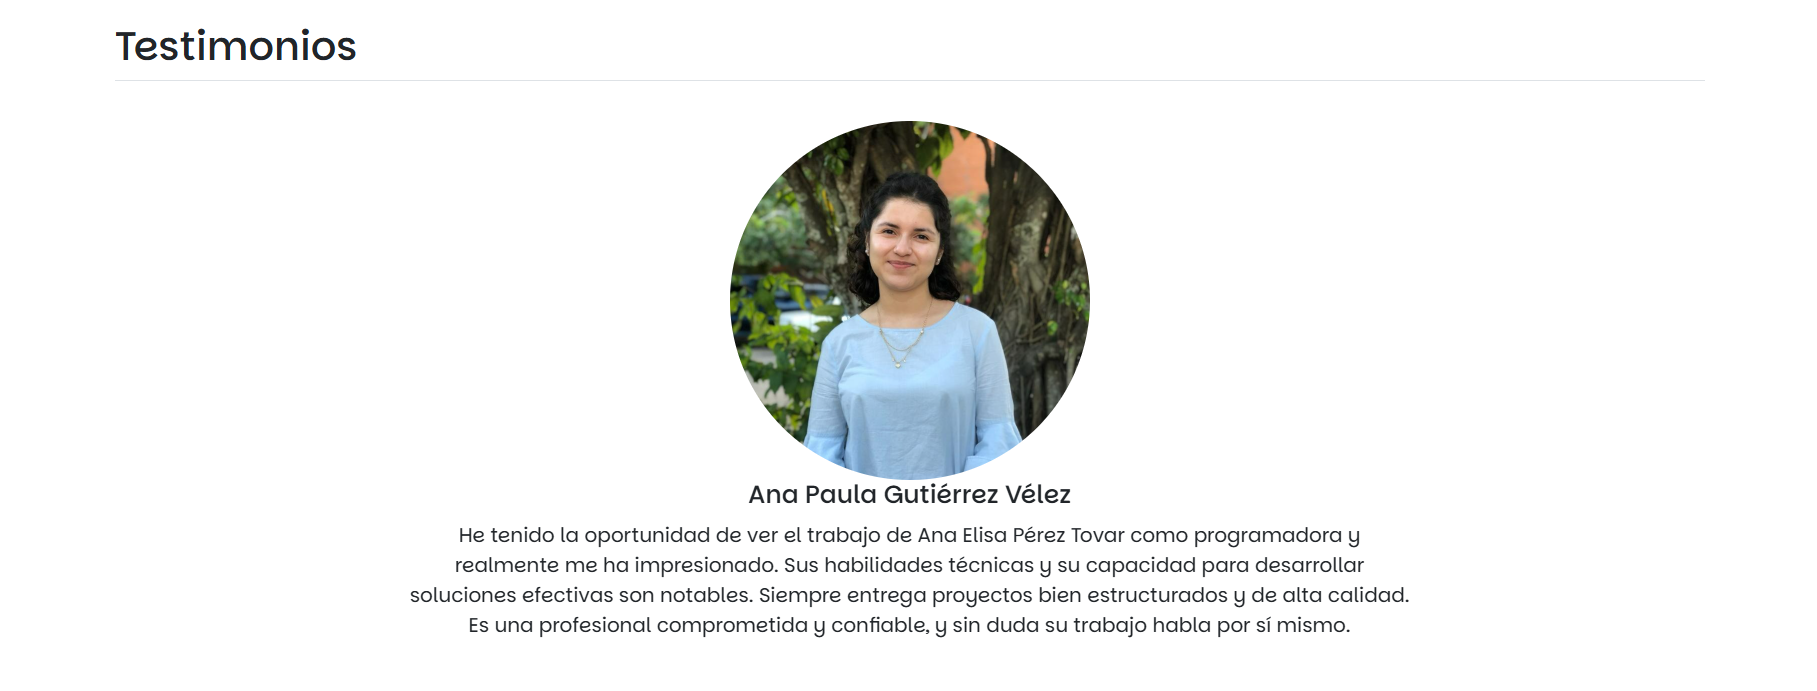 Testimonios
Ana Paula Gutiérrez Vélez
He tenido la oportunidad de ver el trabajo de Ana Elisa Pérez Tovar como programadora y
realmente me ha impresionado. Sus habilidades técnicas y su capacidad para desarrollar
soluciones efectivas son notables. Siempre entrega proyectos bien estructurados y de alta calidad.
Es una profesional comprometida y confiable, y sin duda su trabajo habla por sí mismo.